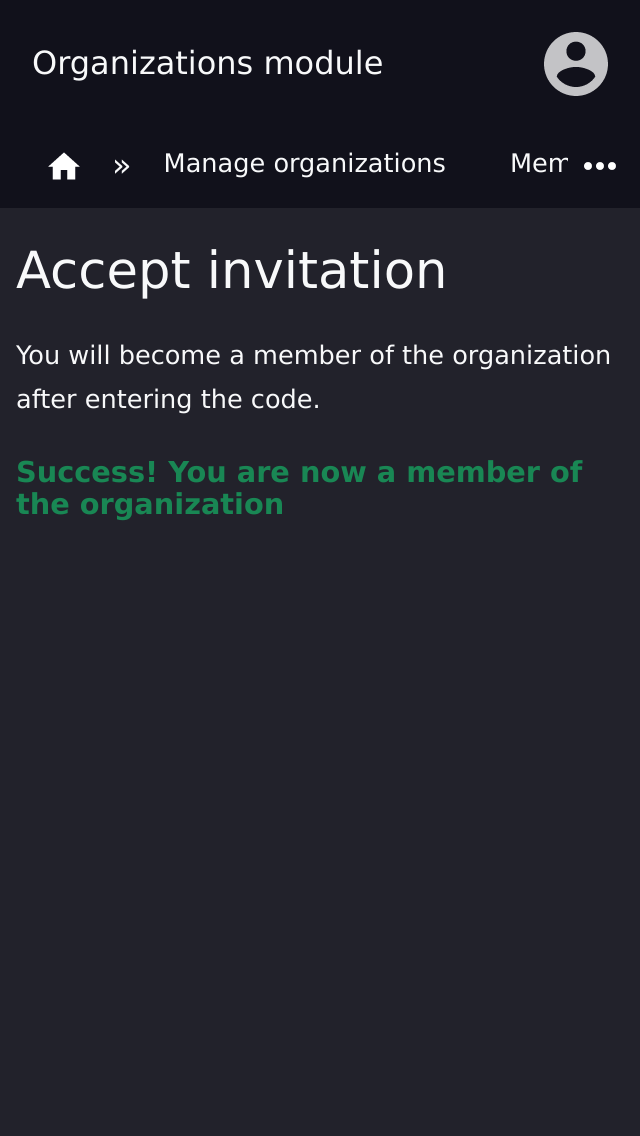 Organizations module
» Manage organizations Mem
Accept invitation
You will become a member of the organization
after entering the code.
Success! You are now a member of
the organization